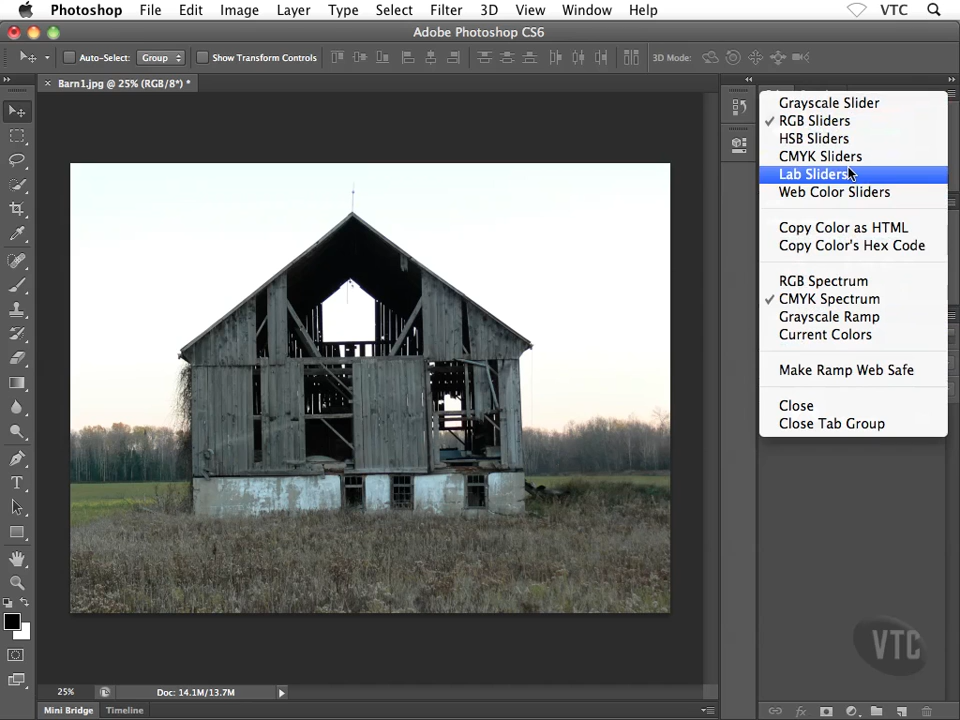 Photoshop File Edit Image Layer Type Select Filter 3D View Window Help VTC
Adobe Photoshop CS6
Auto-Select: Group Show Transform Controls 3D Mode:
Barn1.jpg @ 25% (RGB/8*) *
Grayscale Slider
RGB Sliders
HSB Sliders
CMYK Sliders
Lab Sliders
Web Color Sliders
Copy Color as HTML
Copy Color's Hex Code
RGB Spectrum
CMYK Spectrum
Grayscale Ramp
Current Colors
Make Ramp Web Safe
Close
Close Tab Group
VTC
25% Doc: 14.1M/13.7M
Mini Bridge Timeline